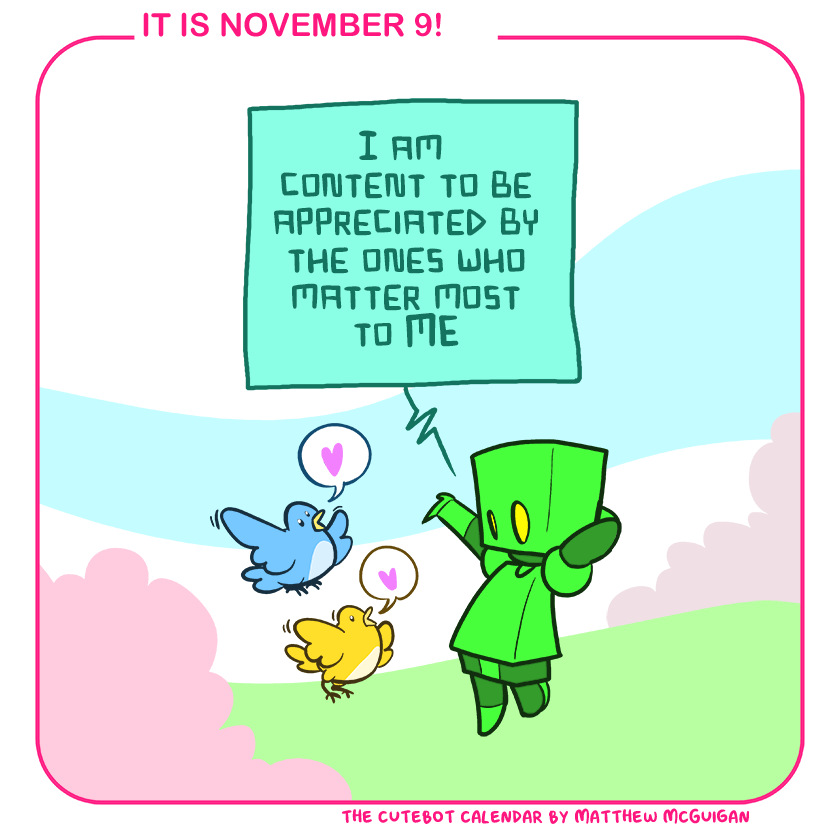 IT IS NOVEMBER 9!
I AM
CONTENT TO BE
APPRECIATED BY
THE ONES WHO
MATTER MOST
TO ME
THE CUTEBOT CALENDAR BY MATTHEW MCGUIGAN